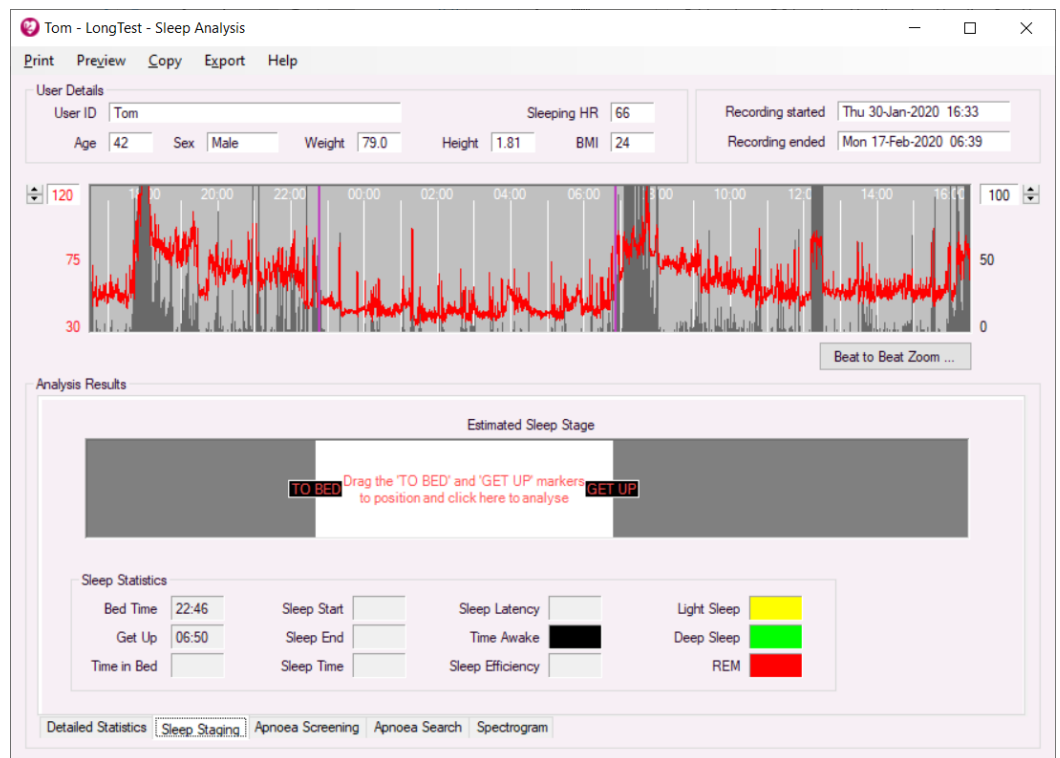 Tom - LongTest - Sleep Analysis
Print Preview Copy Export Help
User Details
User ID Tom Sleeping HR 66 Recording started Thu 30-Jan-2020 16:33
Age 42 Sex Male Weight 79.0 Height 1.81 BMI 24 Recording ended Mon 17-Feb-2020 06:39
120 20:00 22:00 00:00 02:00 04:00 06:00 10:00 14:00 100
75 50
30 0
Beat to Beat Zoom ...
Analysis Results
Estimated Sleep Stage
TO BED Drag the 'TO BED' and 'GET UP' markers GET UP
to position and click here to analyse
Sleep Statistics
Bed Time 22:46 Sleep Start Sleep Latency Light Sleep
Get Up 06:50 Sleep End Time Awake Deep Sleep
Time in Bed Sleep Time Sleep Efficiency REM
Detailed Statistics Sleep Staging Apnoea Screening Apnoea Search Spectrogram